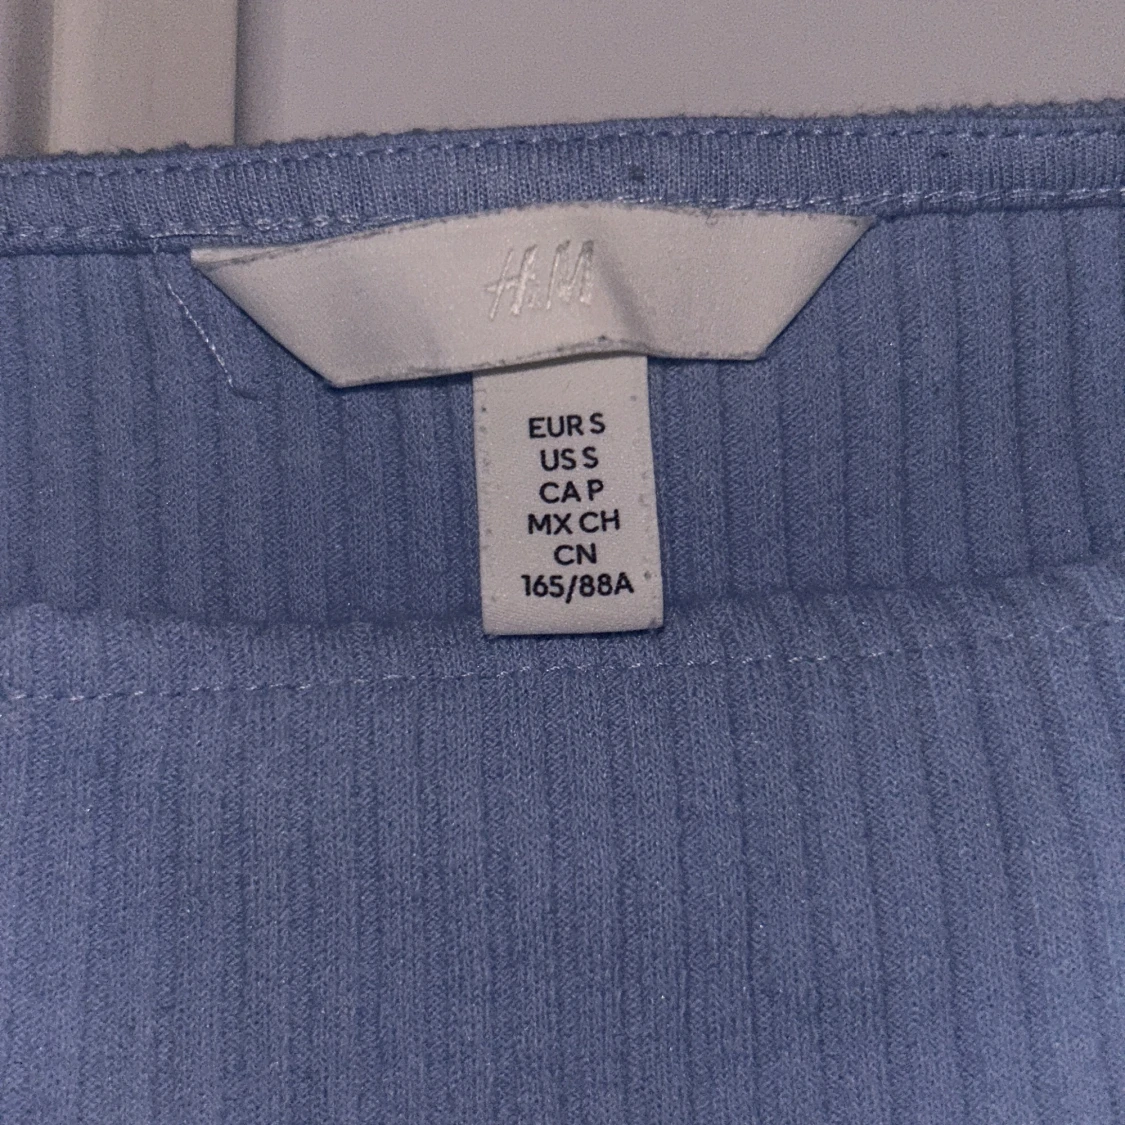 H&M
EUR S
US S
CA P
MX CH
CN
165/88A